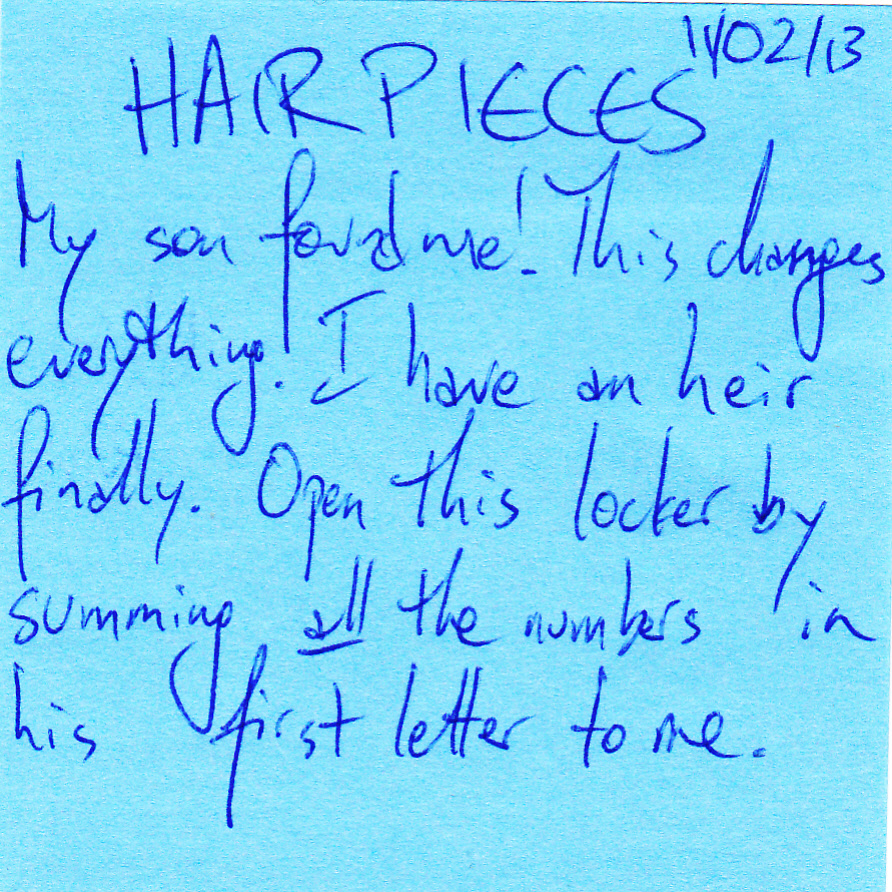 11/02/13
HAIRPIECES
My son found me! This changes
everything! I have an heir
finally. Open this locker by
summing all the numbers in
his first letter to me.